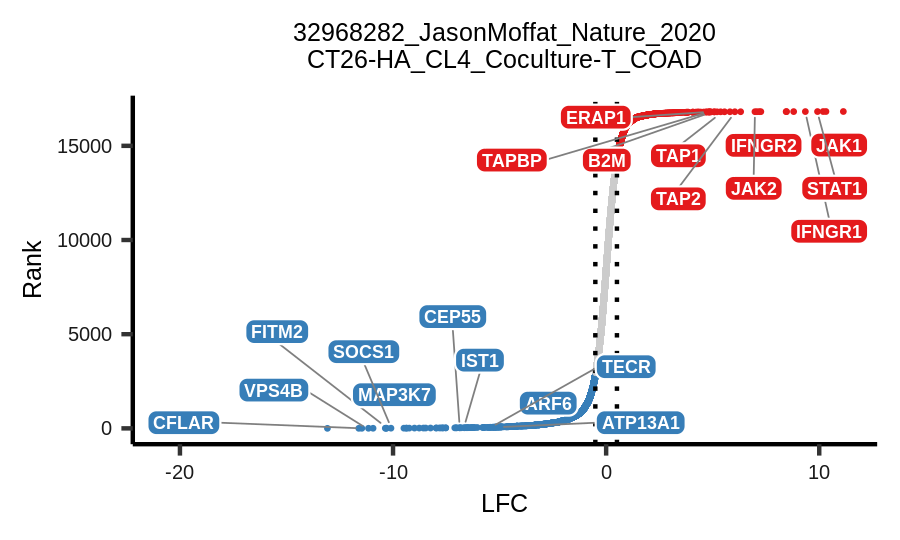 32968282_JasonMoffat_Nature_2020
CT26-HA_CL4_Coculture-T_COAD
Rank
15000
10000
5000
0
ERAP1
TAPBP
B2M
TAP1
IFNGR2
JAK1
TAP2
JAK2
STAT1
IFNGR1
CEP55
FITM2
SOCS1
IST1
TECR
VPS4B
MAP3K7
ARF6
CFLAR
ATP13A1
-20
-10
0
10
LFC